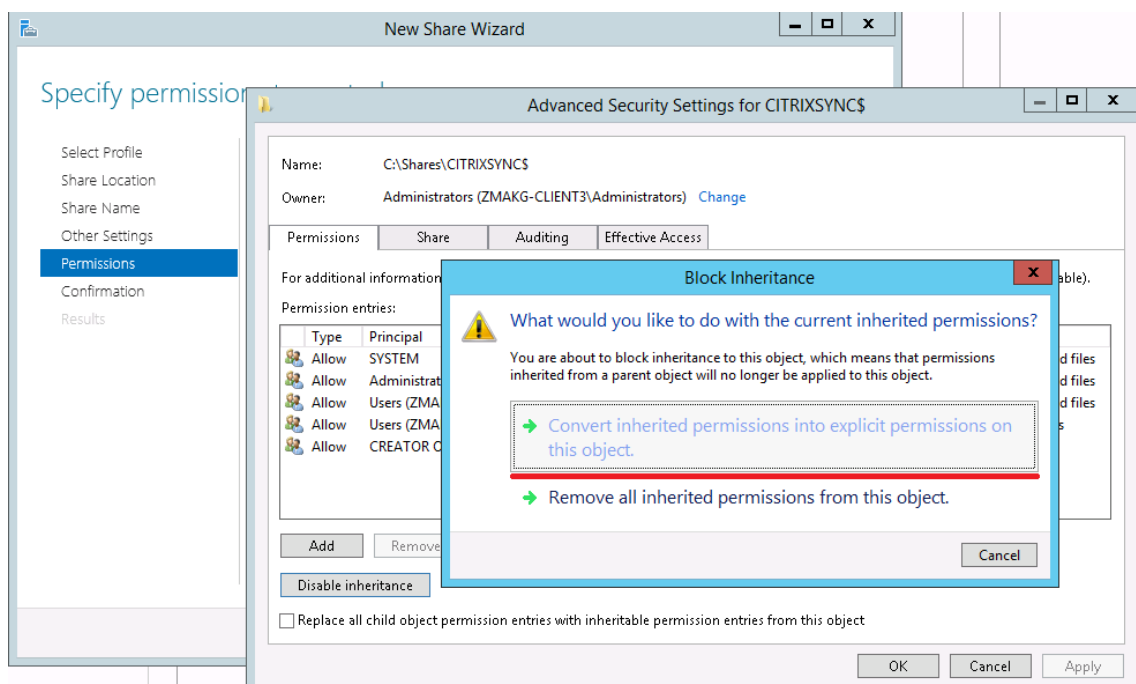 New Share Wizard
Specify permission
Select Profile
Share Location
Share Name
Other Settings
Permissions
Confirmation
Results
Advanced Security Settings for CITRIXSYNC$
Name: C:\Shares\CITRIXSYNC$
Owner: Administrators (ZMAKG-CLIENT3\Administrators) Change
Permissions Share Auditing Effective Access
For additional information
able).
Permission entries:
Type Principal
Allow SYSTEM d files
Allow Administrat d files
Allow Users (ZMA d files
Allow Users (ZMA s
Allow CREATOR O
Block Inheritance
What would you like to do with the current inherited permissions?
You are about to block inheritance to this object, which means that permissions
inherited from a parent object will no longer be applied to this object.
Convert inherited permissions into explicit permissions on
this object.
Remove all inherited permissions from this object.
Cancel
Add Remove
Disable inheritance
Replace all child object permission entries with inheritable permission entries from this object
OK Cancel Apply